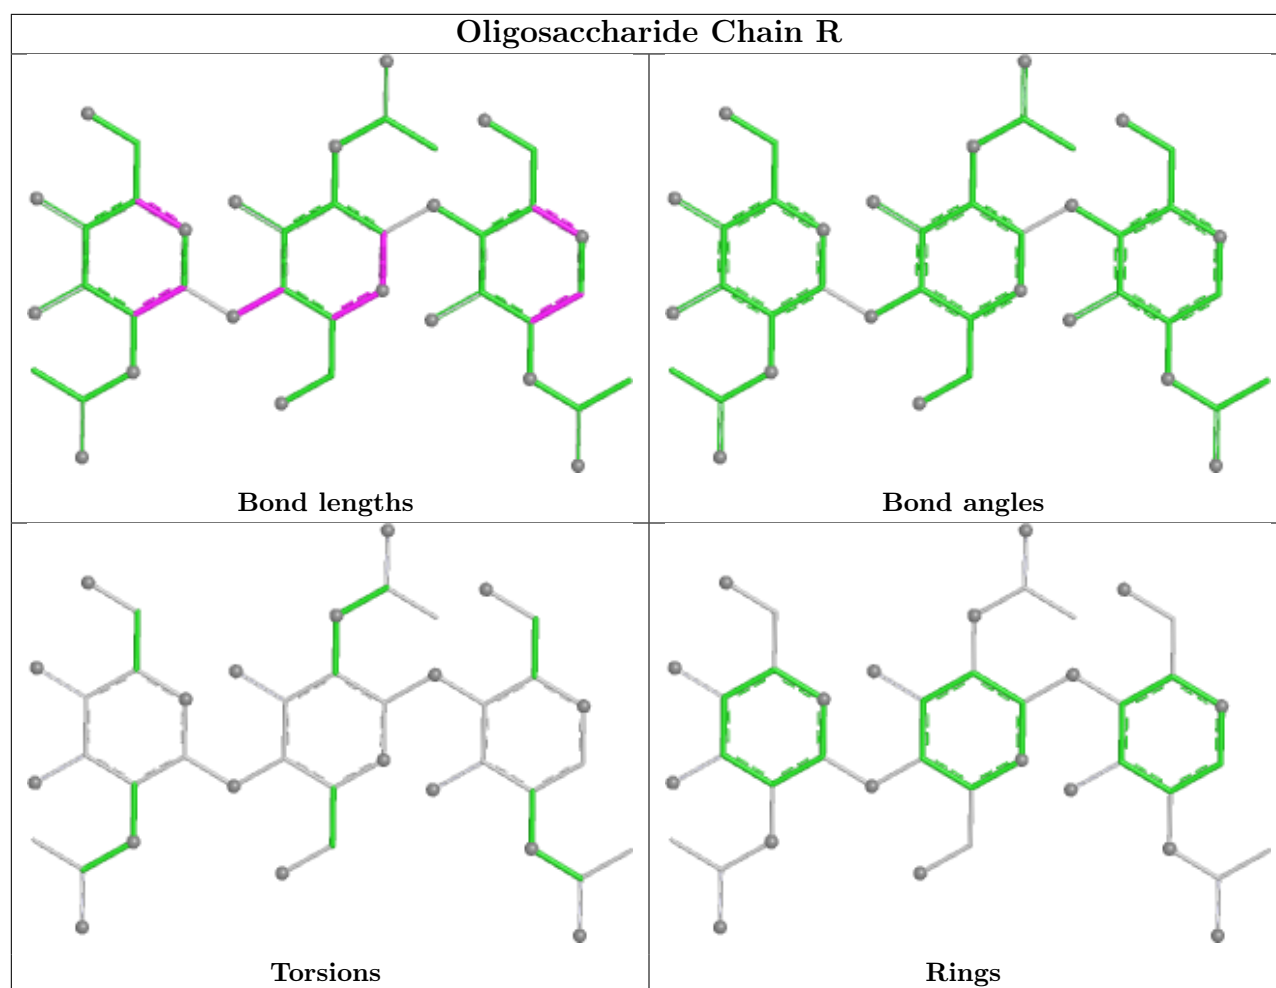 Oligosaccharide Chain R
Bond lengths
Bond angles
Torsions
Rings